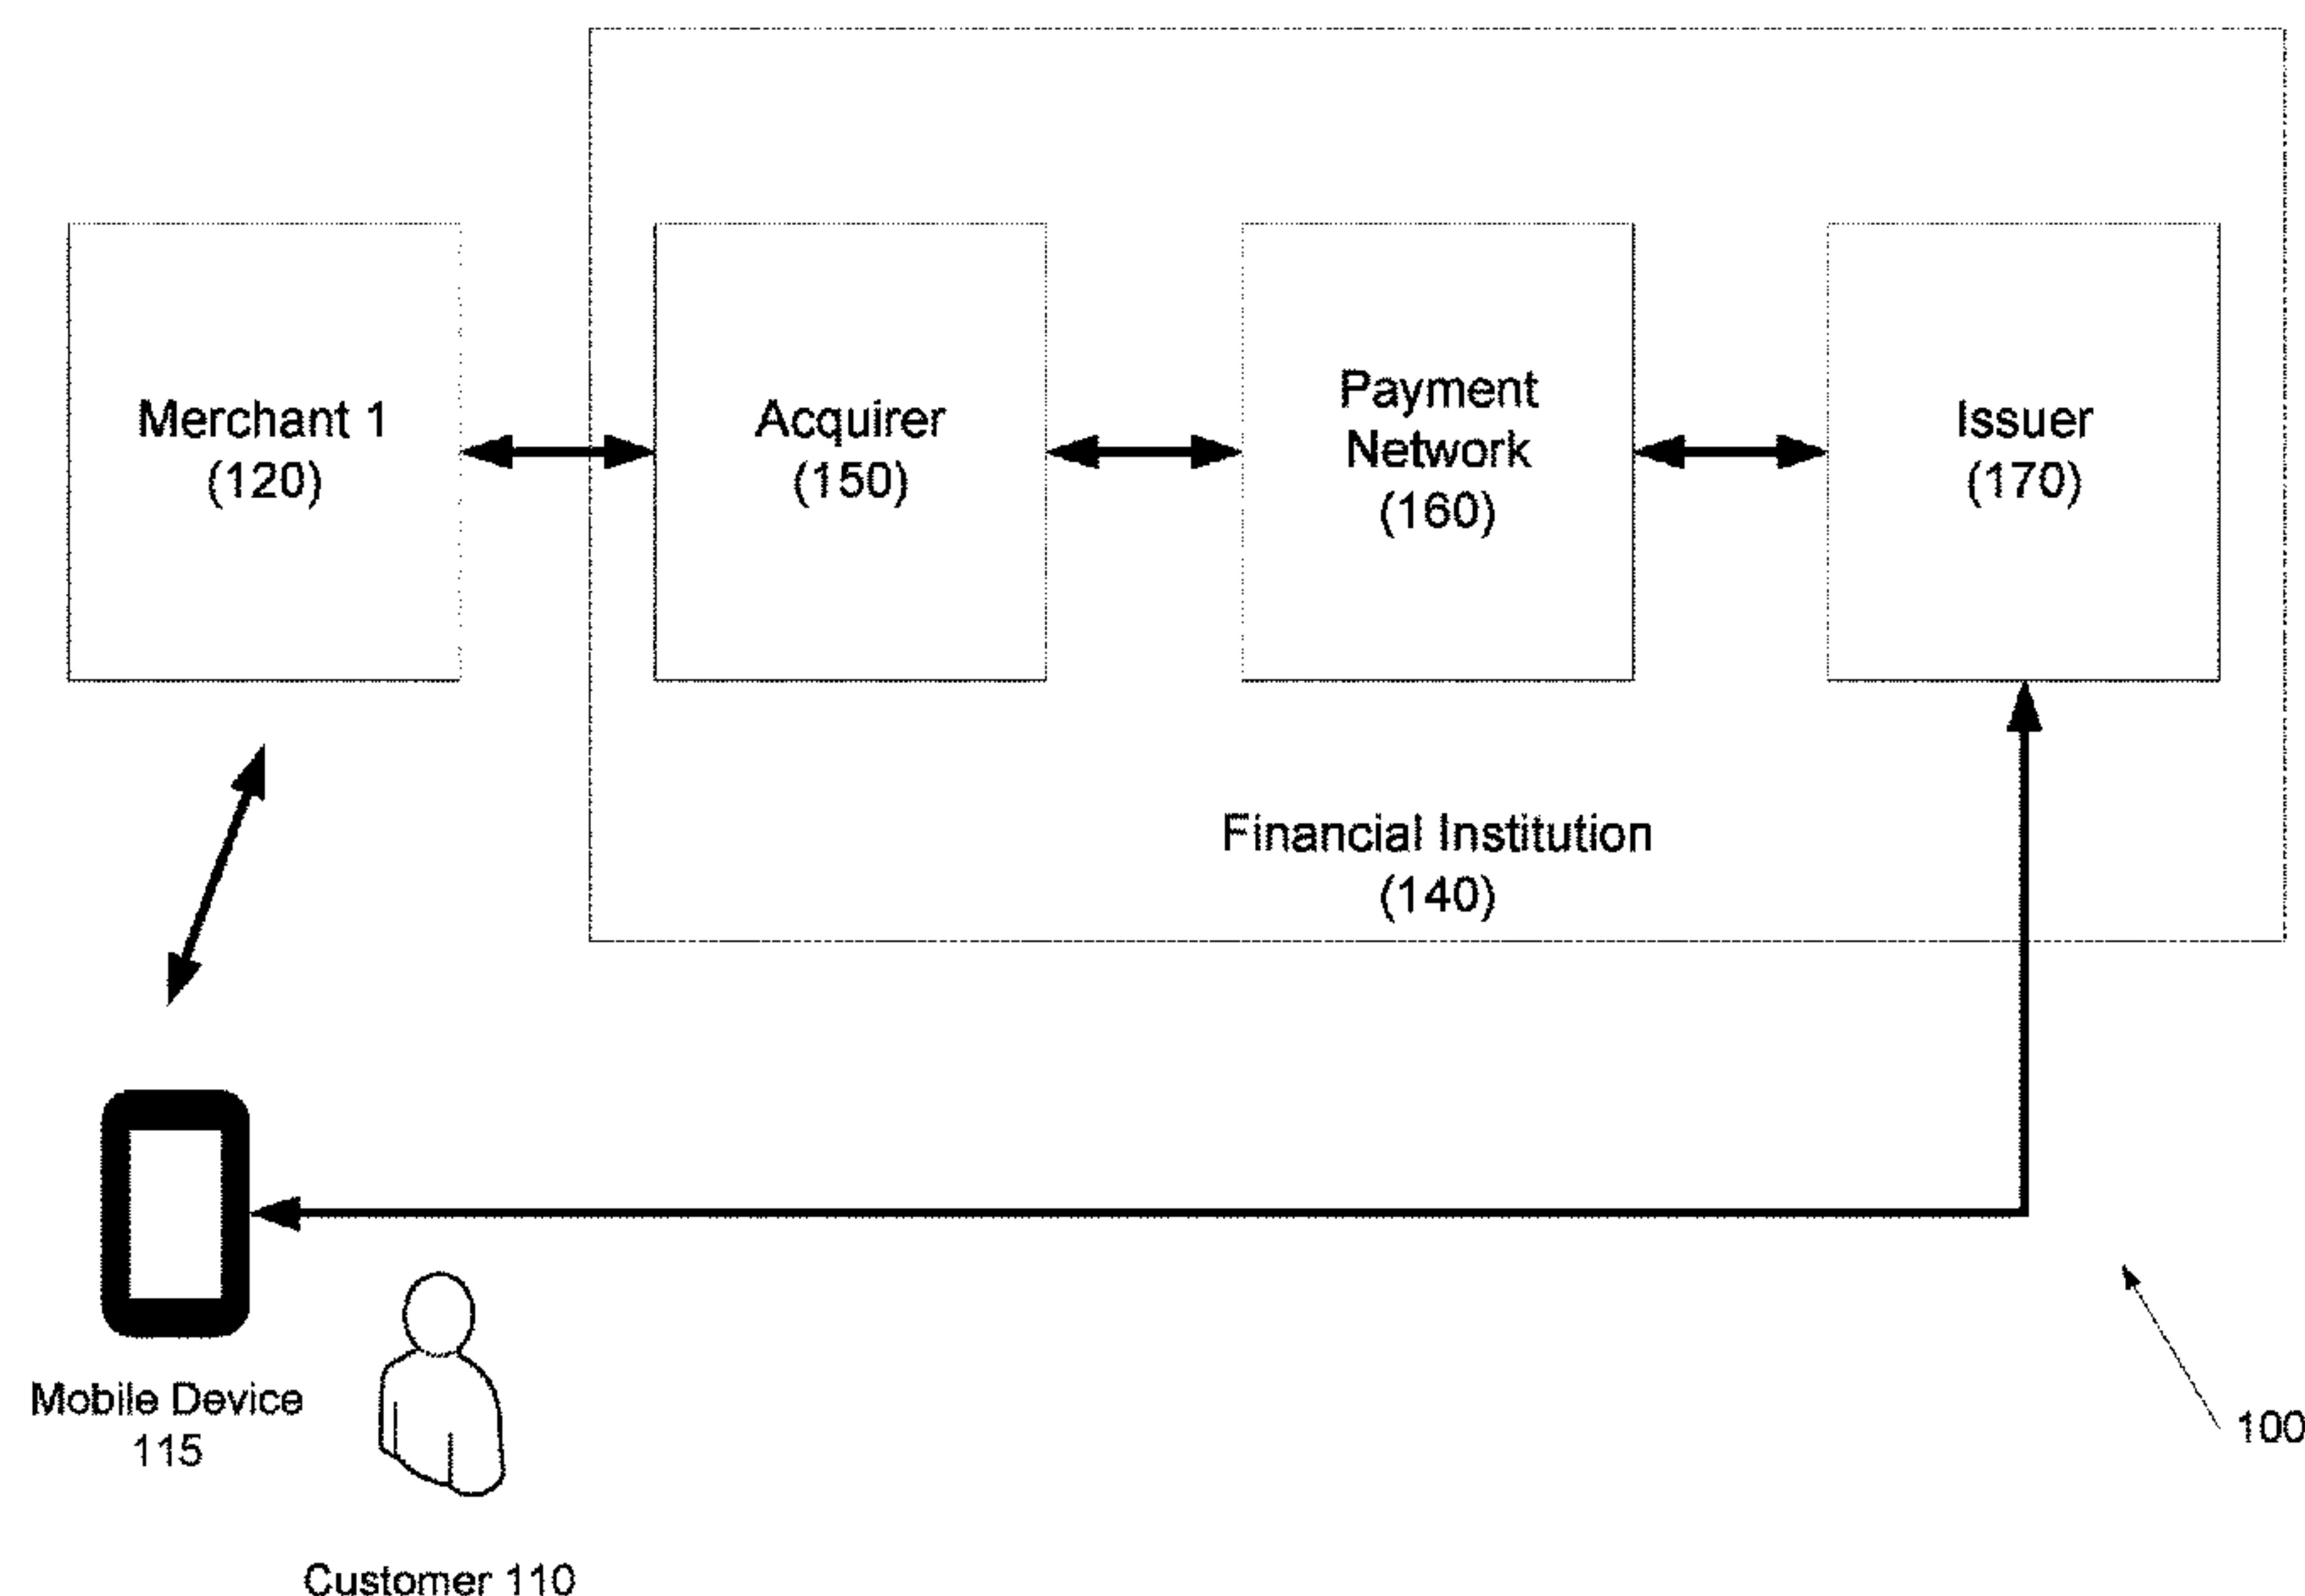 Merchant 1
(120)
Acquirer
(150)
Payment
Network
(160)
Issuer
(170)
Financial Institution
(140)
Mobile Device
115
100
Customer 110